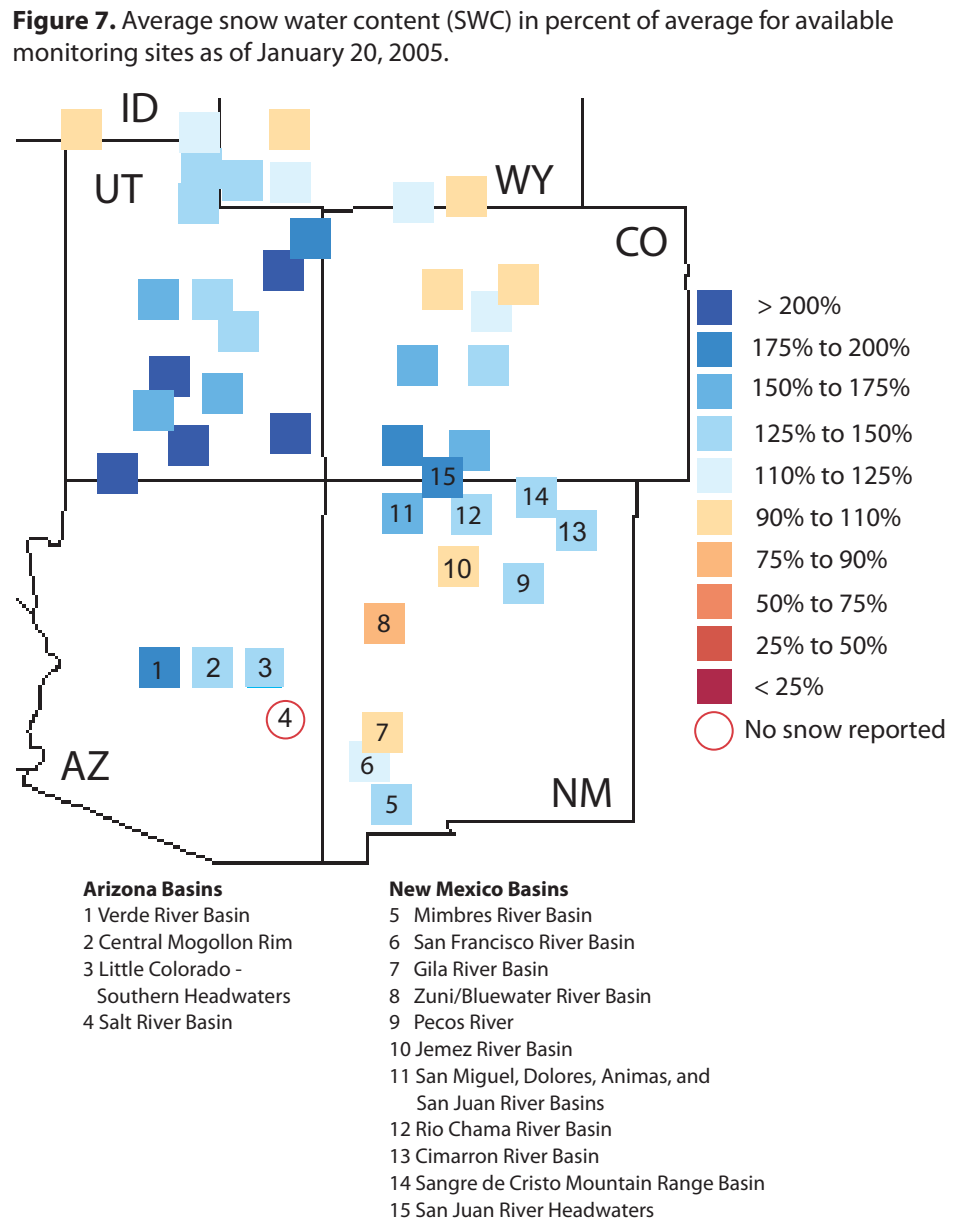 Figure 7. Average snow water content (SWC) in percent of average for available
monitoring sites as of January 20, 2005.
ID
UT
WY
CO
> 200%
175% to 200%
150% to 175%
125% to 150%
110% to 125%
90% to 110%
75% to 90%
50% to 75%
25% to 50%
< 25%
No snow reported
15
14
11
12
13
10
9
8
1
2
3
4
7
6
5
AZ
NM
Arizona Basins
1 Verde River Basin
2 Central Mogollon Rim
3 Little Colorado -
Southern Headwaters
4 Salt River Basin
New Mexico Basins
5 Mimbres River Basin
6 San Francisco River Basin
7 Gila River Basin
8 Zuni/Bluewater River Basin
9 Pecos River
10 Jemez River Basin
11 San Miguel, Dolores, Animas, and
San Juan River Basins
12 Rio Chama River Basin
13 Cimarron River Basin
14 Sangre de Cristo Mountain Range Basin
15 San Juan River Headwaters